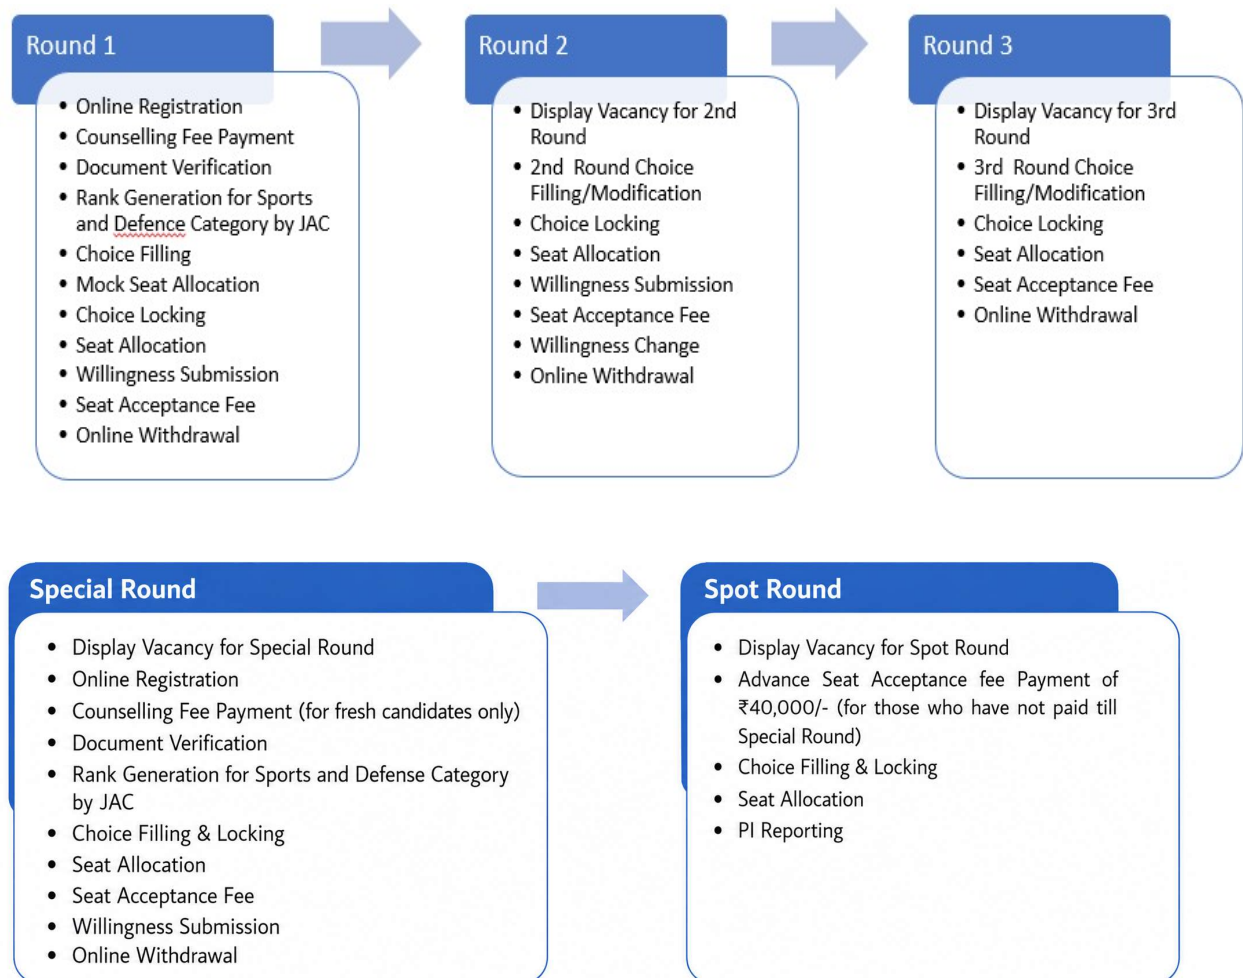 Round 1
• Online Registration
• Counselling Fee Payment
• Document Verification
• Rank Generation for Sports
and Defence Category by JAC
• Choice Filling
• Mock Seat Allocation
• Choice Locking
• Seat Allocation
• Willingness Submission
• Seat Acceptance Fee
• Online Withdrawal
Round 2
• Display Vacancy for 2nd
Round
• 2nd Round Choice
Filling/Modification
• Choice Locking
• Seat Allocation
• Willingness Submission
• Seat Acceptance Fee
• Willingness Change
• Online Withdrawal
Round 3
• Display Vacancy for 3rd
Round
• 3rd Round Choice
Filling/Modification
• Choice Locking
• Seat Allocation
• Seat Acceptance Fee
• Online Withdrawal
Special Round
• Display Vacancy for Special Round
• Online Registration
• Counselling Fee Payment (for fresh candidates only)
• Document Verification
• Rank Generation for Sports and Defense Category
by JAC
• Choice Filling & Locking
• Seat Allocation
• Seat Acceptance Fee
• Willingness Submission
• Online Withdrawal
Spot Round
• Display Vacancy for Spot Round
• Advance Seat Acceptance fee Payment of
₹40,000/- (for those who have not paid till
Special Round)
• Choice Filling & Locking
• Seat Allocation
• PI Reporting